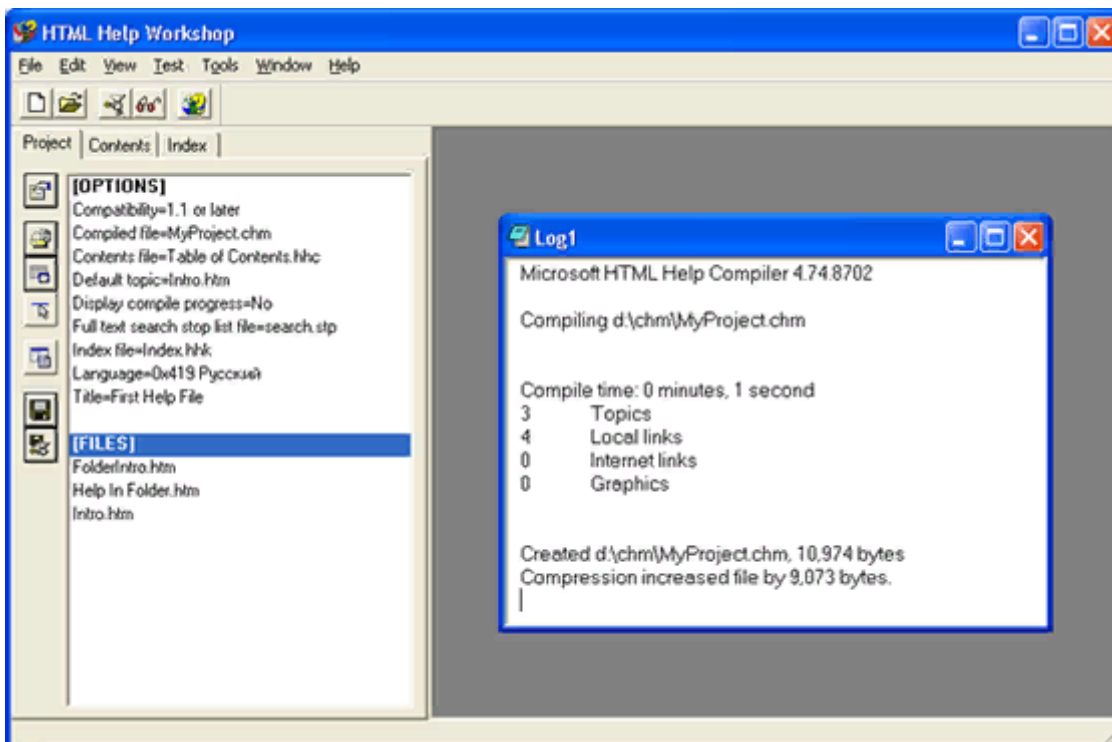 HTML Help Workshop
File Edit View Test Tools Window Help
Project Contents Index
[OPTIONS]
Compatibility=1.1 or later
Compiled file=MyProject.chm
Contents file=Table of Contents.hhc
Default topic=Intro.htm
Display compile progress=No
Full text search stop list file=search.stp
Index file=Index.hhk
Language=0x419 Русский
Title=First Help File
[FILES]
FolderIntro.htm
Help In Folder.htm
Intro.htm
Log1
Microsoft HTML Help Compiler 4.74.8702
Compiling d:\chm\MyProject.chm
Compile time: 0 minutes, 1 second
3 Topics
4 Local links
0 Internet links
0 Graphics
Created d:\chm\MyProject.chm, 10,974 bytes
Compression increased file by 9,073 bytes.